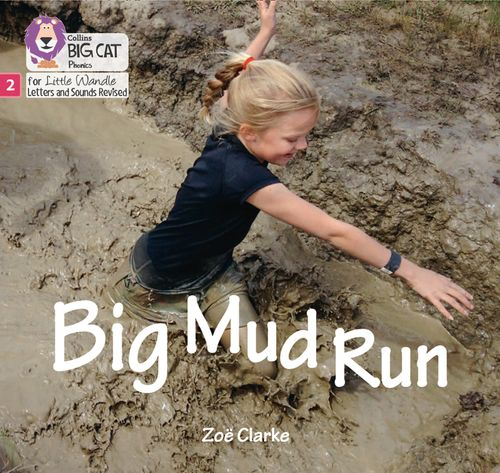 Collins
BIG CAT
Phonics
2
for Little Wandle
Letters and Sounds Revised
Big Mud Run
Zoë Clarke